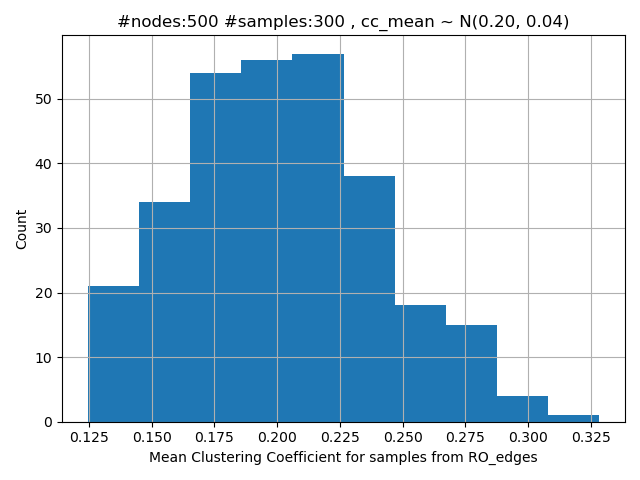 #nodes:500 #samples:300 , cc_mean ~ N(0.20, 0.04)
50
40
30
20
10
0
Count
0.125 0.150 0.175 0.200 0.225 0.250 0.275 0.300 0.325
Mean Clustering Coefficient for samples from RO_edges